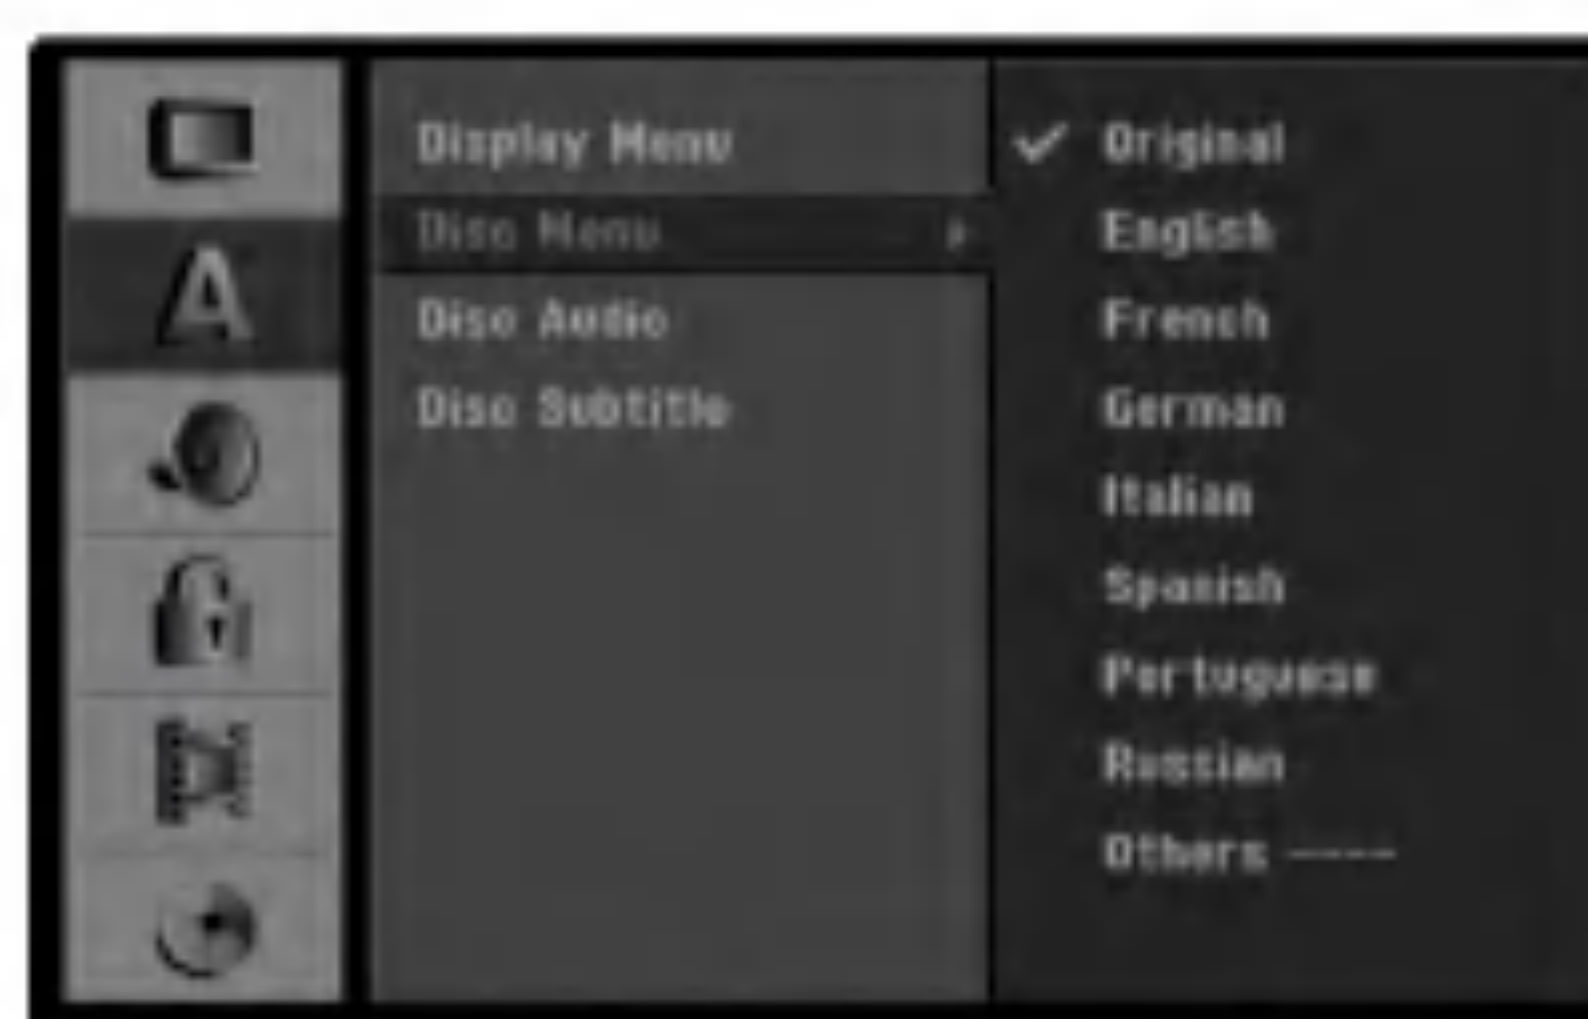 A
Display Menu
Disc Menu
Disc Audio
Disc Subtitle
Original
English
French
German
Italian
Spanish
Portuguese
Russian
Others ----